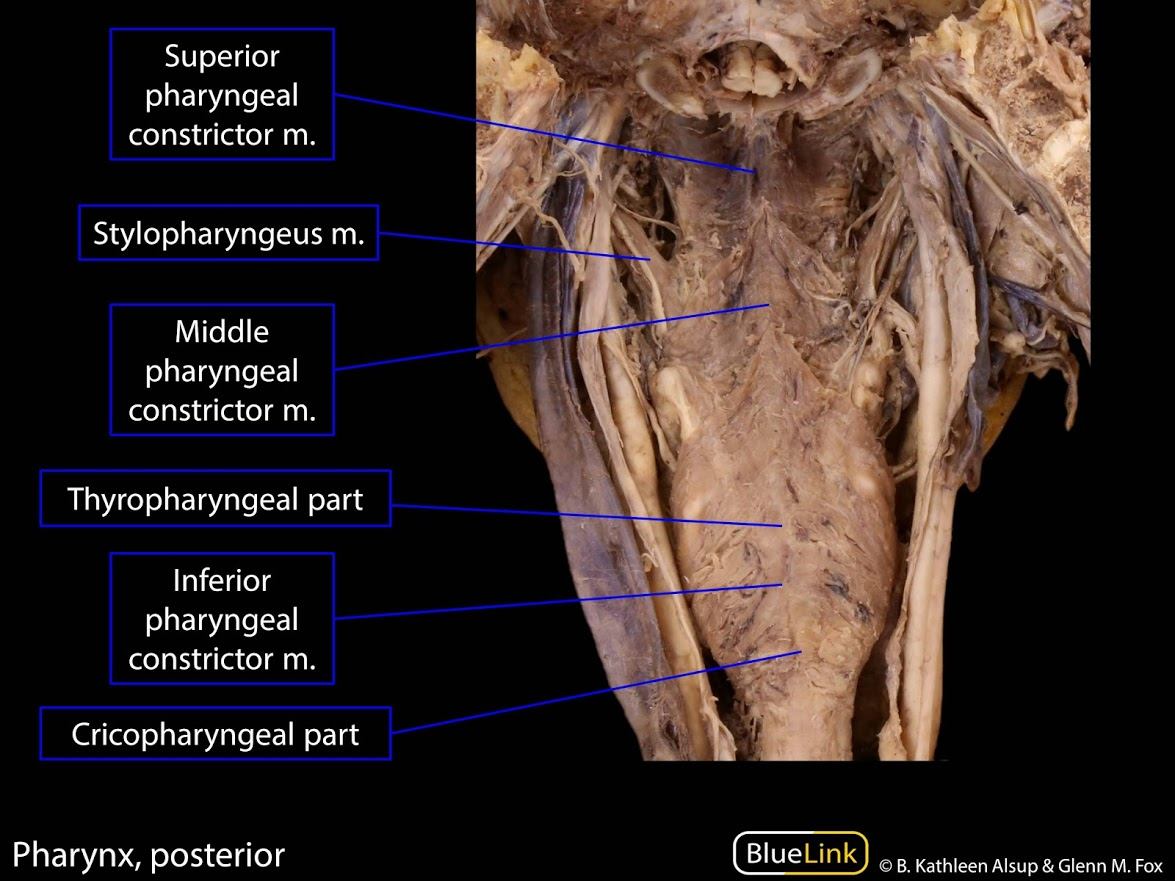 Superior
pharyngeal
constrictor m.
Stylopharyngeus m.
Middle
pharyngeal
constrictor m.
Thyropharyngeal part
Inferior
pharyngeal
constrictor m.
Cricopharyngeal part
Pharynx, posterior
BlueLink
© B. Kathleen Alsup & Glenn M. Fox